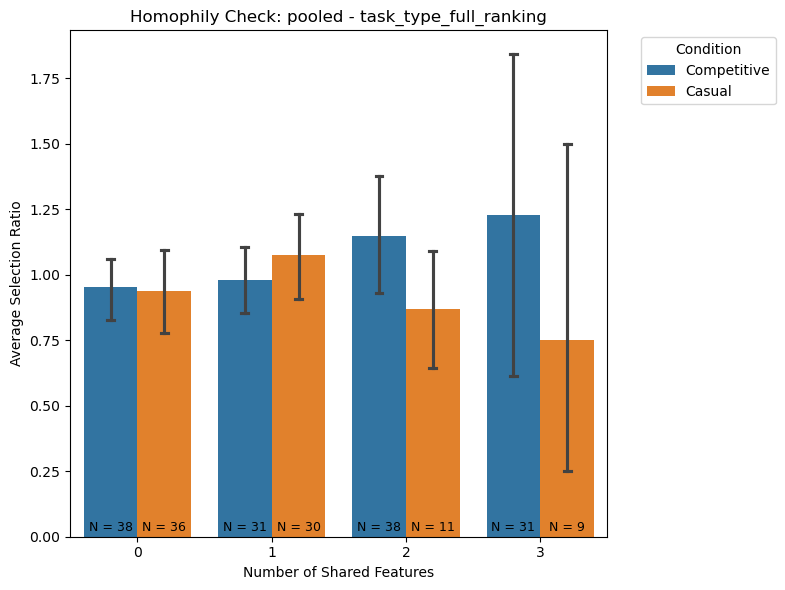 Homophily Check: pooled - task_type_full_ranking
Condition
Competitive
Casual
Average Selection Ratio
1.75
1.50
1.25
1.00
0.75
0.50
0.25
0.00
N = 38 N = 36 N = 31 N = 30 N = 38 N = 11 N = 31 N = 9
0 1 2 3
Number of Shared Features